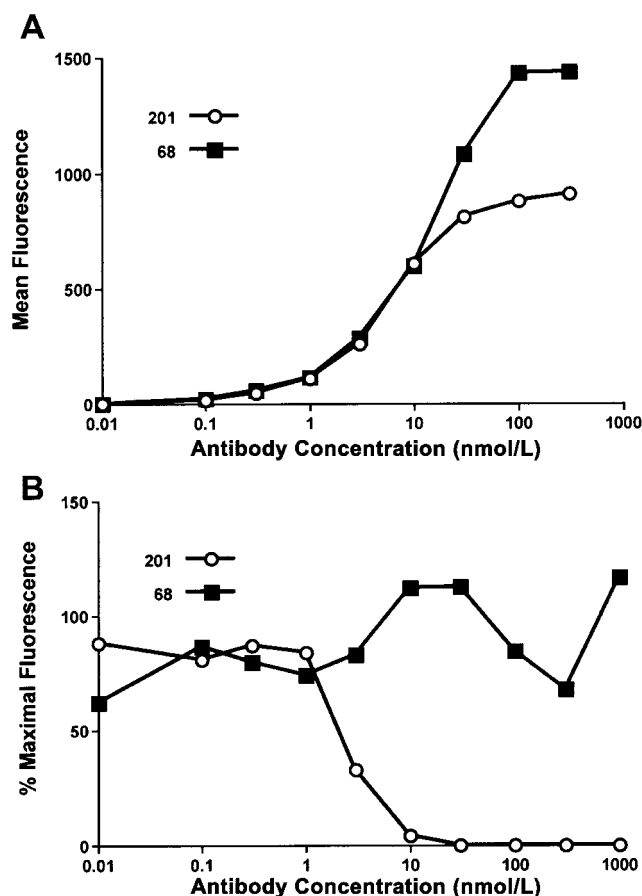 A
1500
1000
500
0
Mean Fluorescence
201
68
0.01 0.1 1 10 100 1000
Antibody Concentration (nmol/L)
B
150
100
50
0
% Maximal Fluorescence
201
68
0.01 0.1 1 10 100 1000
Antibody Concentration (nmol/L)